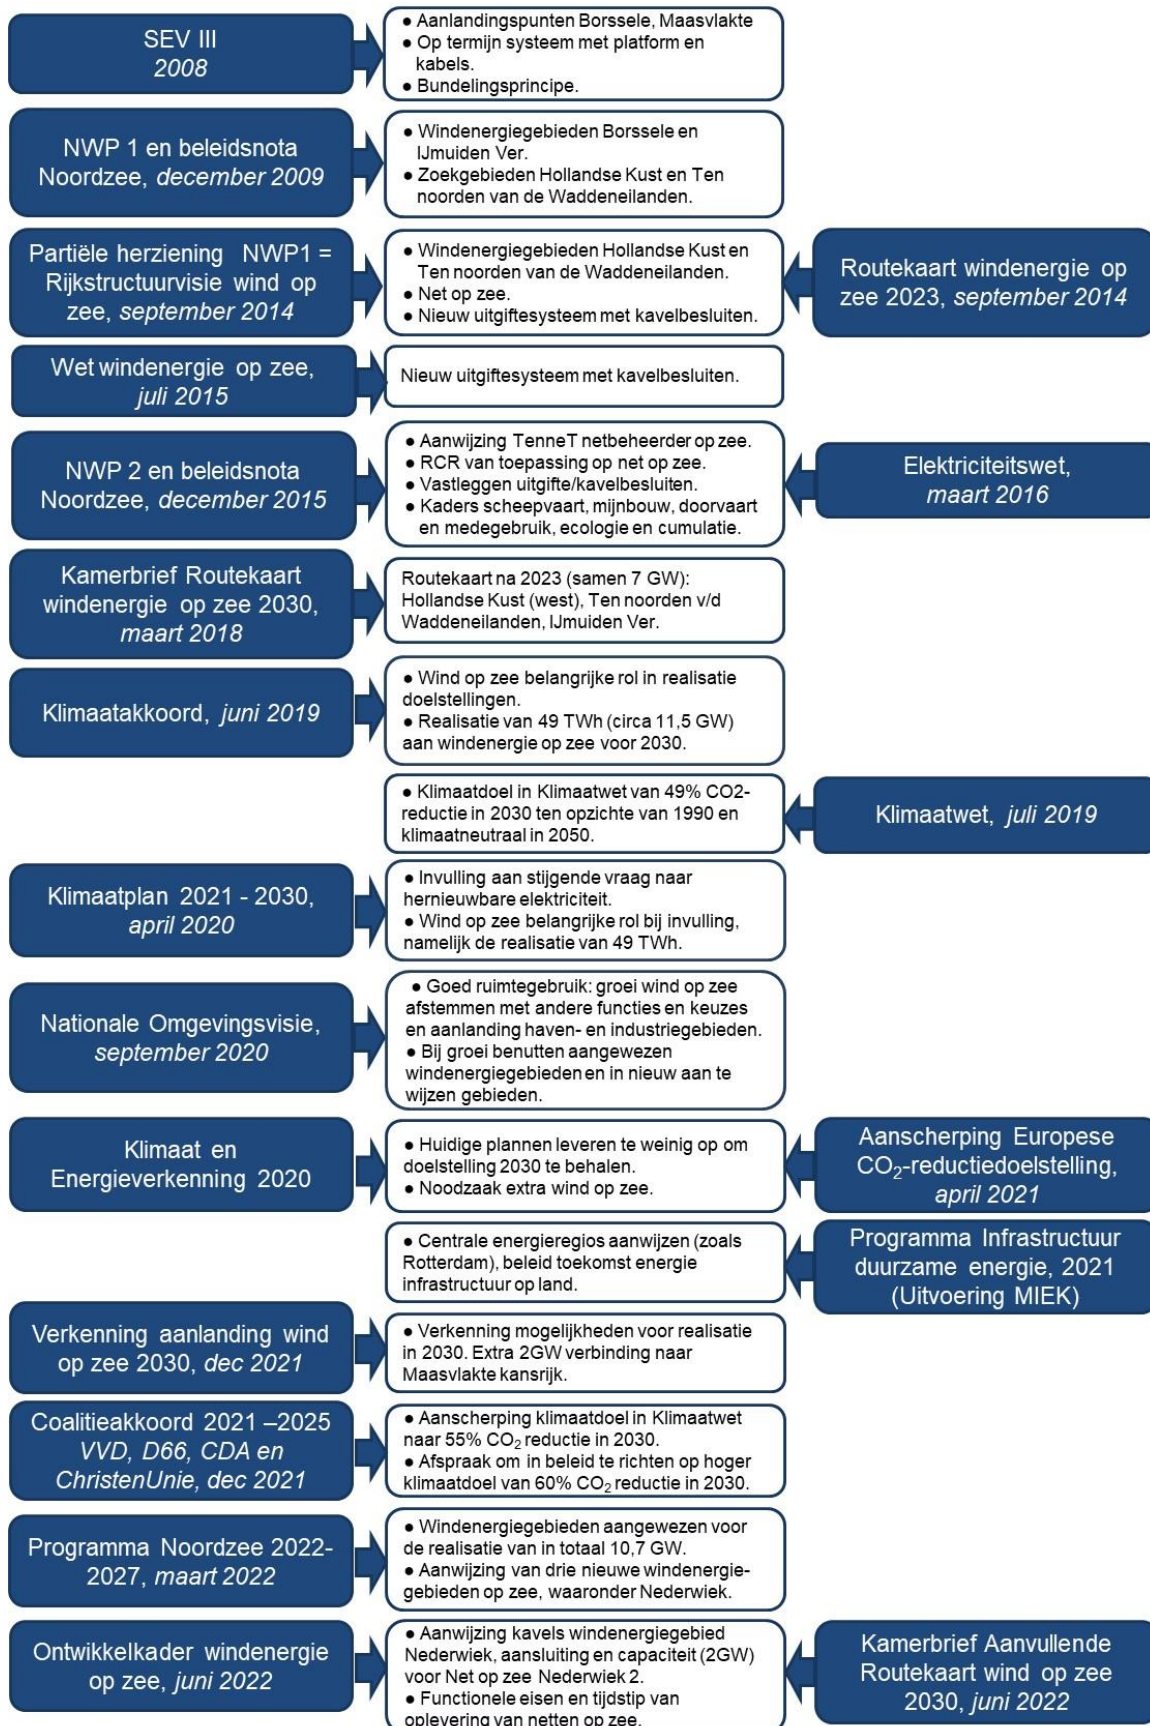 SEV III
2008
● Aanlandingspunten Borssele, Maasvlakte
● Op termijn systeem met platform en
kabels.
● Bundelingsprincipe.
NWP 1 en beleidsnota
Noordzee, december 2009
● Windenergiegebieden Borssele en
IJmuiden Ver.
● Zoekgebieden Hollandse Kust en Ten
noorden van de Waddeneilanden.
Partiële herziening NWP1 =
Rijkstructuurvisie wind op
zee, september 2014
● Windenergiegebieden Hollandse Kust en
Ten noorden van de Waddeneilanden.
● Net op zee.
● Nieuw uitgiftesysteem met kavelbesluiten.
Routekaart windenergie op
zee 2023, september 2014
Wet windenergie op zee,
juli 2015
Nieuw uitgiftesysteem met kavelbesluiten.
NWP 2 en beleidsnota
Noordzee, december 2015
● Aanwijzing TenneT netbeheerder op zee.
● RCR van toepassing op net op zee.
● Vastleggen uitgifte/kavelbesluiten.
● Kaders scheepvaart, mijnbouw, doorvaart
en medegebruik, ecologie en cumulatie.
Elektriciteitswet,
maart 2016
Kamerbrief Routekaart
windenergie op zee 2030,
maart 2018
Routekaart na 2023 (samen 7 GW):
Hollandse Kust (west), Ten noorden v/d
Waddeneilanden, IJmuiden Ver.
Klimaatakkoord, juni 2019
● Wind op zee belangrijke rol in realisatie
doelstellingen.
● Realisatie van 49 TWh (circa 11,5 GW)
aan windenergie op zee voor 2030.
● Klimaatdoel in Klimaatwet van 49% CO2-
reductie in 2030 ten opzichte van 1990 en
klimaatneutraal in 2050.
Klimaatwet, juli 2019
Klimaatplan 2021 - 2030,
april 2020
● Invulling aan stijgende vraag naar
hernieuwbare elektriciteit.
● Wind op zee belangrijke rol bij invulling,
namelijk de realisatie van 49 TWh.
Nationale Omgevingsvisie,
september 2020
● Goed ruimtegebruik: groei wind op zee
afstemmen met andere functies en keuzes
en aanlanding haven- en industriegebieden.
● Bij groei benutten aangewezen
windenergiegebieden en in nieuw aan te
wijzen gebieden.
Klimaat en
Energieverkenning 2020
● Huidige plannen leveren te weinig op om
doelstelling 2030 te behalen.
● Noodzaak extra wind op zee.
Aanscherping Europese
CO₂-reductiedoelstelling,
april 2021
● Centrale energieregios aanwijzen (zoals
Rotterdam), beleid toekomst energie
infrastructuur op land.
Programma Infrastructuur
duurzame energie, 2021
(Uitvoering MIEK)
Verkenning aanlanding wind
op zee 2030, dec 2021
● Verkenning mogelijkheden voor realisatie
in 2030. Extra 2GW verbinding naar
Maasvlakte kansrijk.
Coalitieakkoord 2021 –2025
VVD, D66, CDA en
ChristenUnie, dec 2021
● Aanscherping klimaatdoel in Klimaatwet
naar 55% CO₂ reductie in 2030.
● Afspraak om in beleid te richten op hoger
klimaatdoel van 60% CO₂ reductie in 2030.
Programma Noordzee 2022-
2027, maart 2022
● Windenergiegebieden aangewezen voor
de realisatie van in totaal 10,7 GW.
● Aanwijzing van drie nieuwe windenergie-
gebieden op zee, waaronder Nederwiek.
Ontwikkelkader windenergie
op zee, juni 2022
● Aanwijzing kavels windenergiegebied
Nederwiek, aansluiting en capaciteit (2GW)
voor Net op zee Nederwiek 2.
● Functionele eisen en tijdstip van
oplevering van netten op zee.
Kamerbrief Aanvullende
Routekaart wind op zee
2030, juni 2022